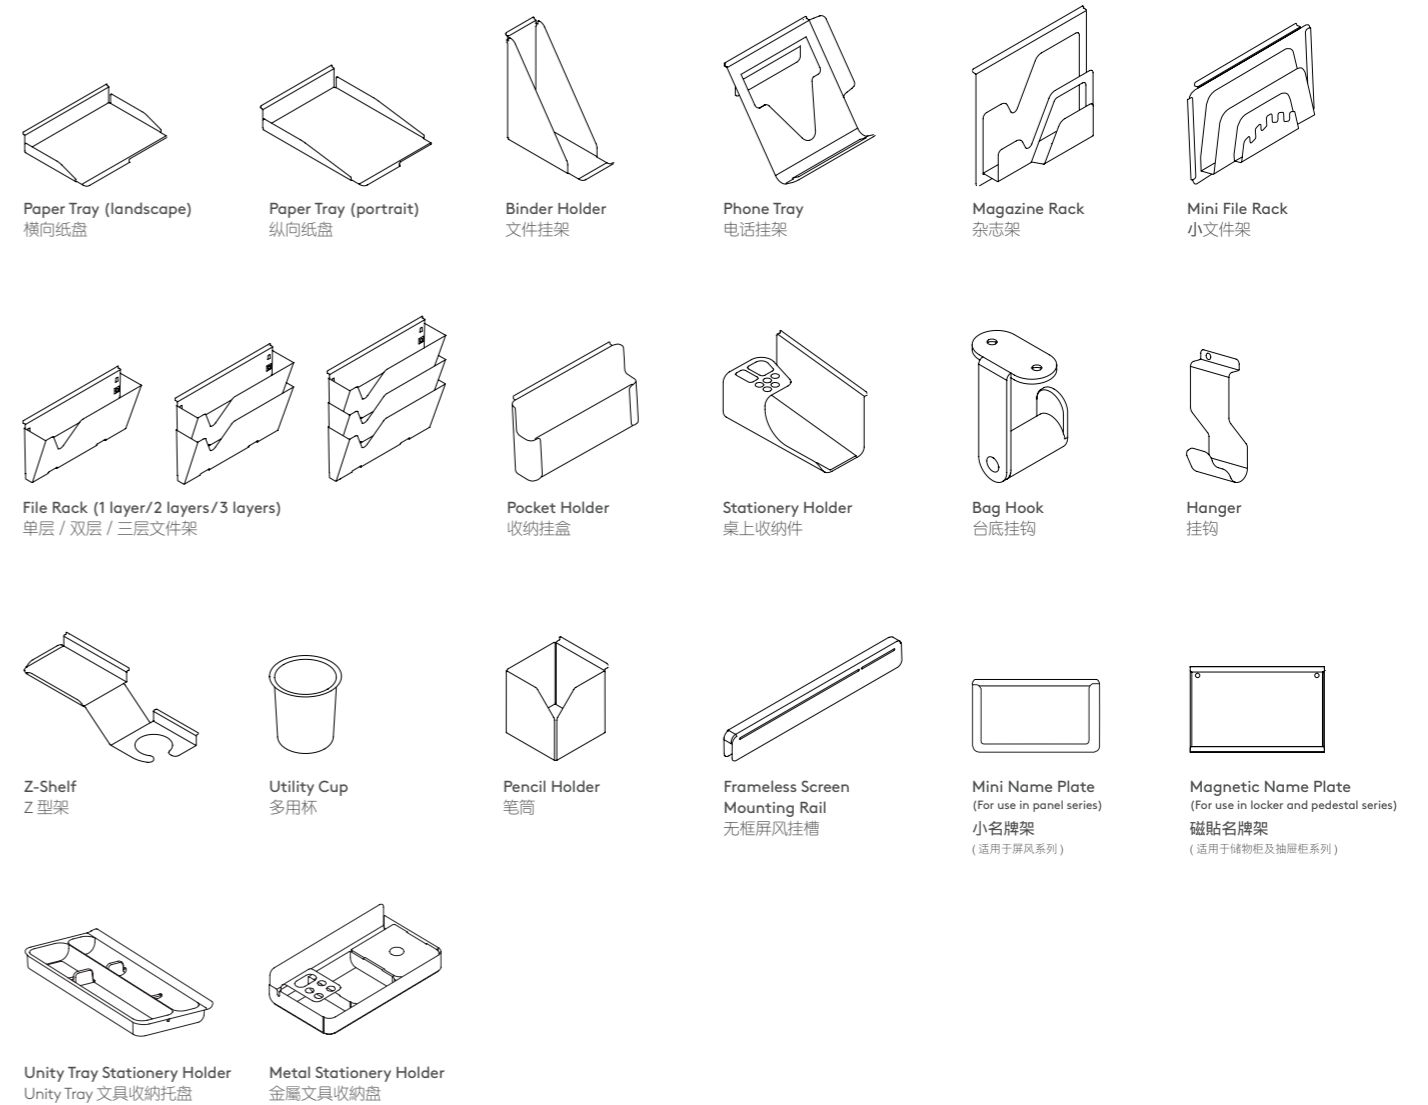 Paper Tray (landscape)
横向纸盘
Paper Tray (portrait)
纵向纸盘
Binder Holder
文件挂架
Phone Tray
电话挂架
Magazine Rack
杂志架
Mini File Rack
小文件架
File Rack (1 layer/2 layers/3 layers)
单层 / 双层 / 三层文件架
Pocket Holder
收纳挂盒
Stationery Holder
桌上收纳件
Bag Hook
台底挂钩
Hanger
挂钩
Z-Shelf
Z 型架
Utility Cup
多用杯
Pencil Holder
笔筒
Frameless Screen
Mounting Rail
无框屏风挂槽
Mini Name Plate
(For use in panel series)
小名牌架
( 适用于屏风系列 )
Magnetic Name Plate
(For use in locker and pedestal series)
磁貼名牌架
( 适用于储物柜及抽屉柜系列 )
Unity Tray Stationery Holder
Unity Tray 文具收納托盘
Metal Stationery Holder
金屬文具收納盘